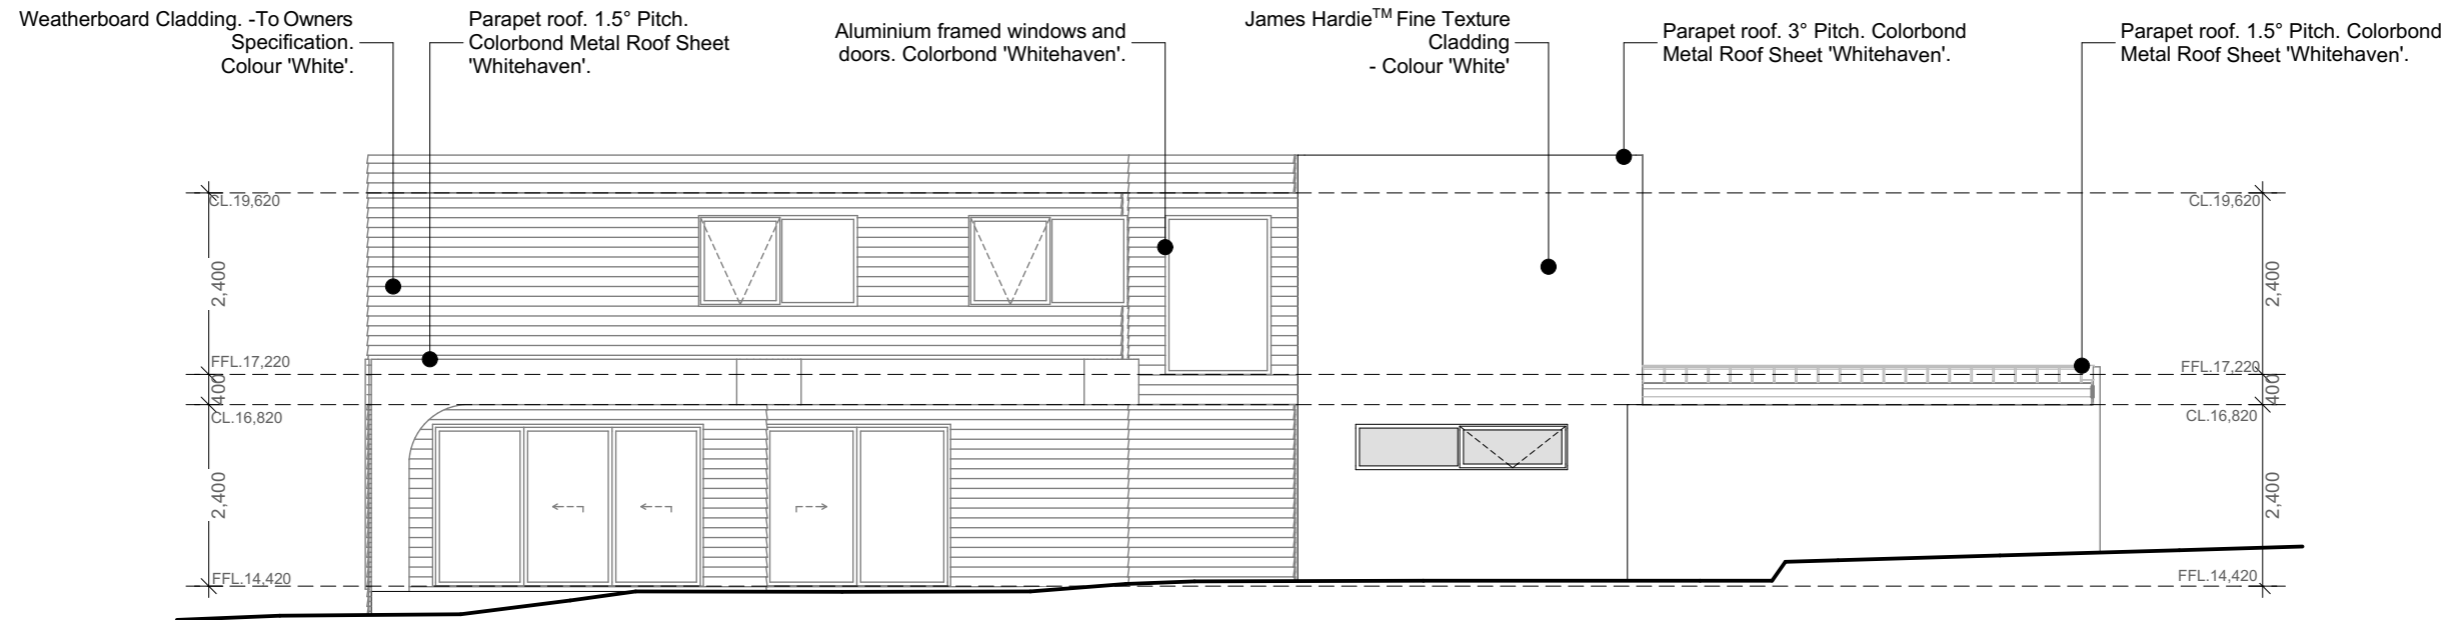 Weatherboard Cladding. -To Owners
Specification.
Colour 'White'.
Parapet roof. 1.5° Pitch.
Colorbond Metal Roof Sheet
'Whitehaven'.
Aluminium framed windows and
doors. Colorbond 'Whitehaven'.
James Hardie™ Fine Texture
Cladding
- Colour 'White'
Parapet roof. 3° Pitch. Colorbond
Metal Roof Sheet 'Whitehaven'.
Parapet roof. 1.5° Pitch. Colorbond
Metal Roof Sheet 'Whitehaven'.
CL.19,620
2,400
FFL.17,220
400
CL.16,820
2,400
FFL.14,420
CL.19,620
2,400
FFL.17,220
400
CL.16,820
2,400
FFL.14,420